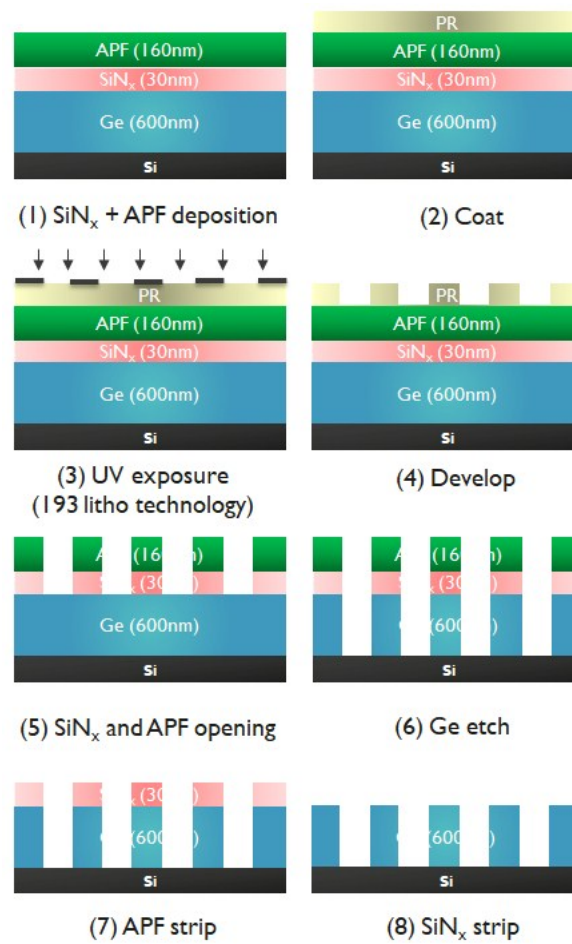 PR
APF (160nm)
APF (160nm)
SiNₓ (30nm)
SiNₓ (30nm)
Ge (600nm)
Ge (600nm)
Si
Si
(1) SiNₓ + APF deposition
(2) Coat
PR
PR
APF (160nm)
APF (160nm)
SiNₓ (30nm)
SiNₓ (30nm)
Ge (600nm)
Ge (600nm)
Si
Si
(3) UV exposure
(193 litho technology)
(4) Develop
Ge (600nm)
Si
Si
(5) SiNₓ and APF opening
(6) Ge etch
Si
Si
(7) APF strip
(8) SiNₓ strip